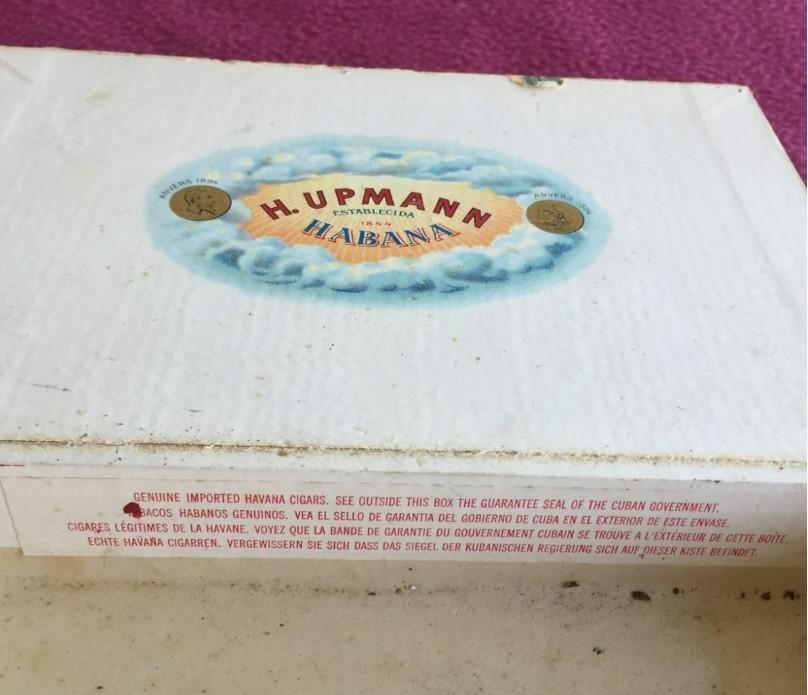 ANVERS 1894
H. UPMANN
ESTABLECIDA
1844
HABANA
ANVERS 1894
GENUINE IMPORTED HAVANA CIGARS. SEE OUTSIDE THIS BOX THE GUARANTEE SEAL OF THE CUBAN GOVERNMENT.
BACOS HABANOS GENUINOS. VEA EL SELLO DE GARANTIA DEL GOBIERNO DE CUBA EN EL EXTERIOR DE ESTE ENVASE.
CIGARES LÉGITIMES DE LA HAVANE. VOYEZ QUE LA BANDE DE GARANTIE DU GOUVERNEMENT CUBAIN SE TROUVE A L'EXTÉRIEUR DE CETTE BOÎTE.
ECHTE HAVANA CIGARREN. VERGEWISSERN SIE SICH DASS DAS SIEGEL DER KUBANISCHEN REGIERUNG SICH AUF DIESER KISTE BEFINDET.